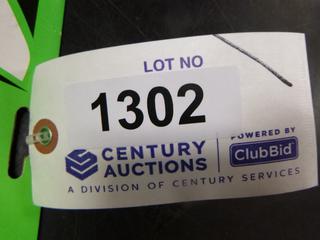 LOT NO
1302
CENTURY AUCTIONS
POWERED BY
ClubBid
A DIVISION OF CENTURY SERVICES